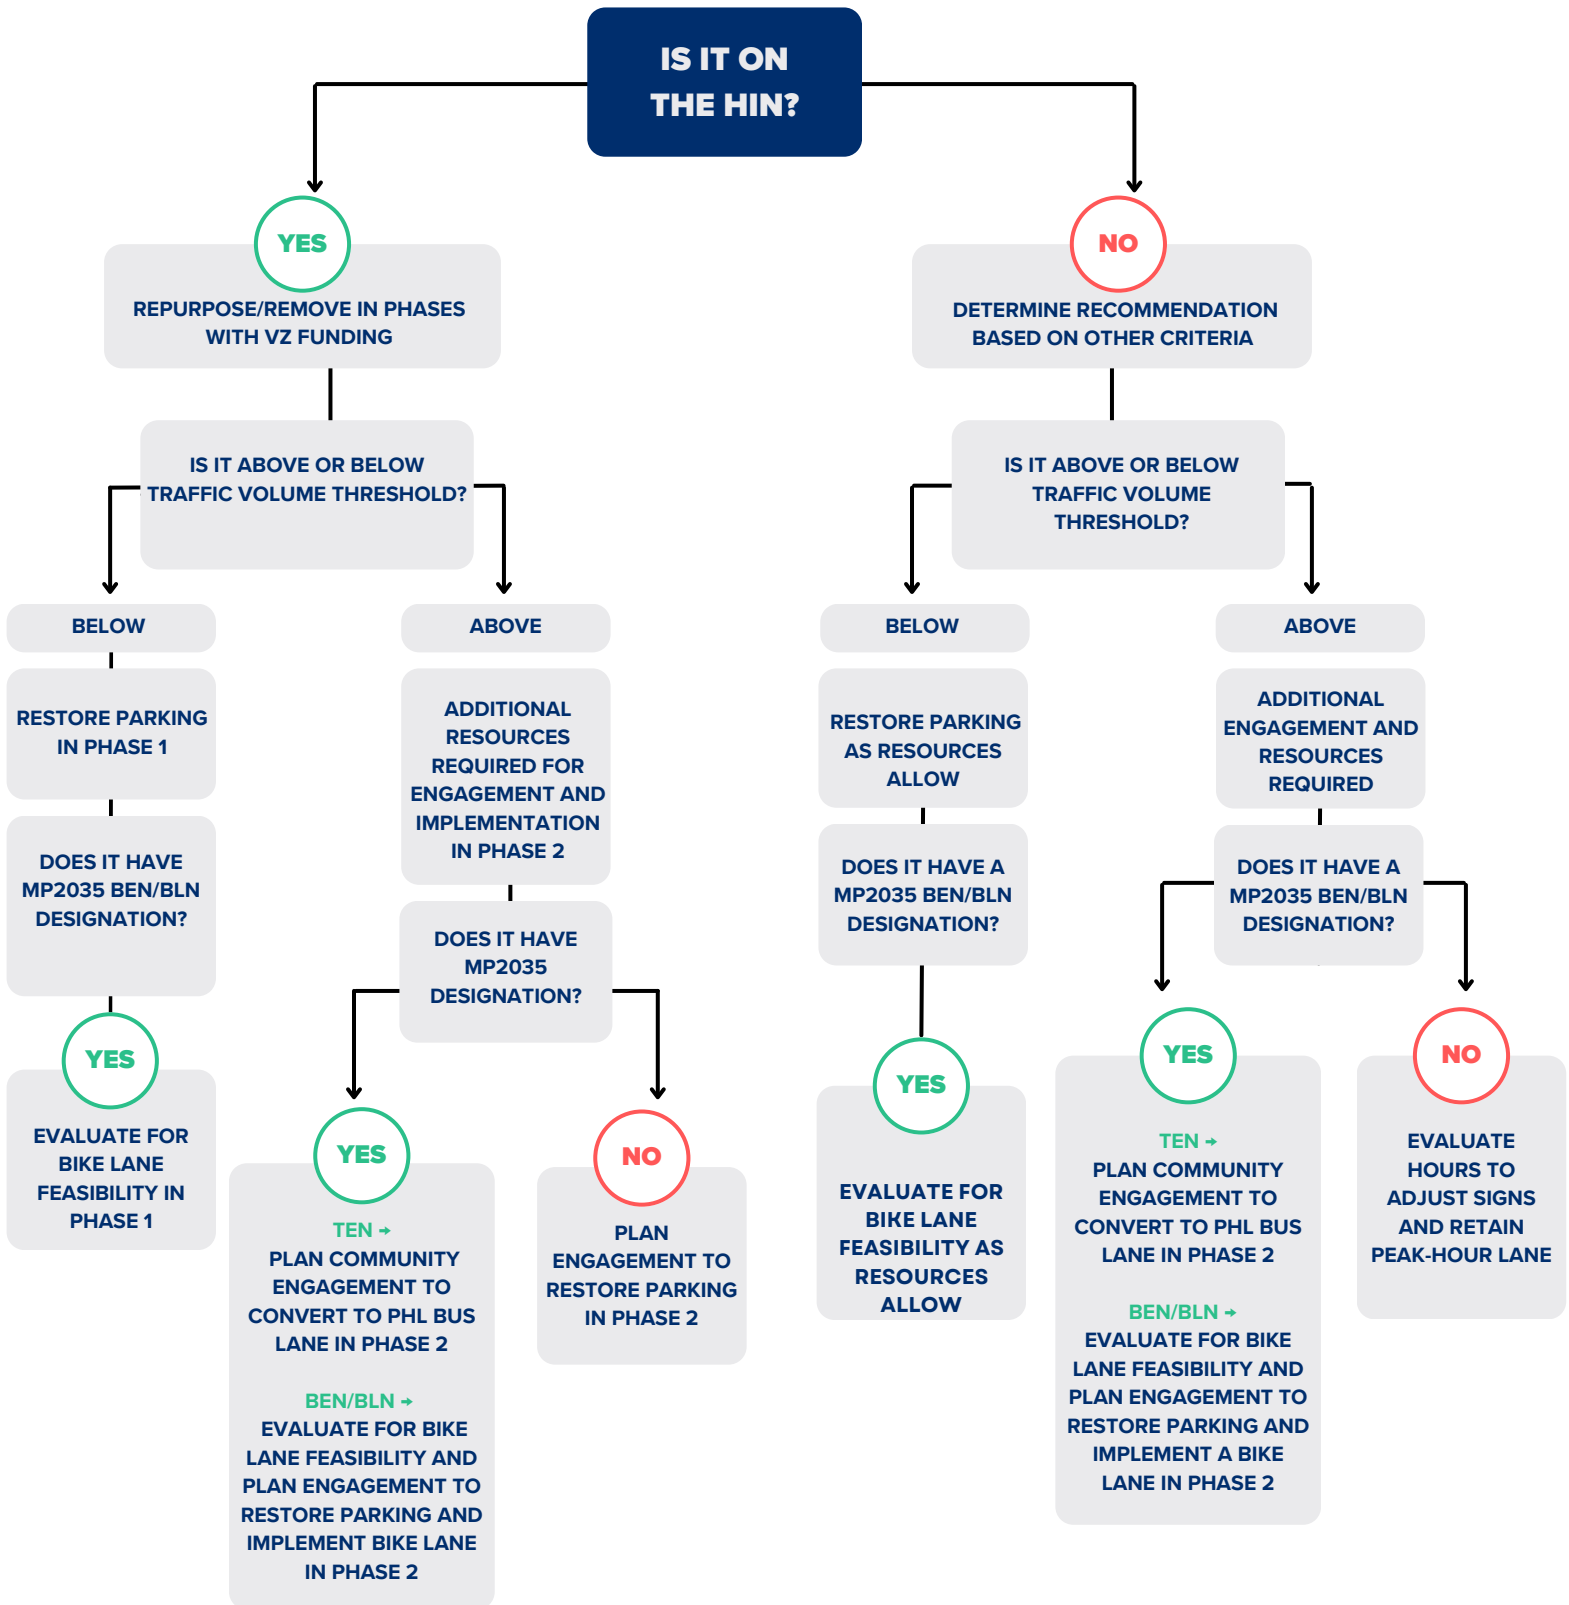 IS IT ON
THE HIN?
YES
REPURPOSE/REMOVE IN PHASES
WITH VZ FUNDING
IS IT ABOVE OR BELOW
TRAFFIC VOLUME THRESHOLD?
BELOW
RESTORE PARKING
IN PHASE 1
DOES IT HAVE
MP2035 BEN/BLN
DESIGNATION?
YES
EVALUATE FOR
BIKE LANE
FEASIBILITY IN
PHASE 1
ABOVE
ADDITIONAL
RESOURCES
REQUIRED FOR
ENGAGEMENT AND
IMPLEMENTATION
IN PHASE 2
DOES IT HAVE
MP2035
DESIGNATION?
YES
TEN →
PLAN COMMUNITY
ENGAGEMENT TO
CONVERT TO PHL BUS
LANE IN PHASE 2
BEN/BLN →
EVALUATE FOR BIKE
LANE FEASIBILITY AND
PLAN ENGAGEMENT TO
RESTORE PARKING AND
IMPLEMENT BIKE LANE
IN PHASE 2
NO
PLAN
ENGAGEMENT TO
RESTORE PARKING
IN PHASE 2
NO
DETERMINE RECOMMENDATION
BASED ON OTHER CRITERIA
IS IT ABOVE OR BELOW
TRAFFIC VOLUME
THRESHOLD?
BELOW
RESTORE PARKING
AS RESOURCES
ALLOW
DOES IT HAVE A
MP2035 BEN/BLN
DESIGNATION?
YES
EVALUATE FOR
BIKE LANE
FEASIBILITY AS
RESOURCES
ALLOW
ABOVE
ADDITIONAL
ENGAGEMENT AND
RESOURCES
REQUIRED
DOES IT HAVE A
MP2035 BEN/BLN
DESIGNATION?
YES
TEN →
PLAN COMMUNITY
ENGAGEMENT TO
CONVERT TO PHL BUS
LANE IN PHASE 2
BEN/BLN →
EVALUATE FOR BIKE
LANE FEASIBILITY AND
PLAN ENGAGEMENT TO
RESTORE PARKING AND
IMPLEMENT A BIKE
LANE IN PHASE 2
NO
EVALUATE
HOURS TO
ADJUST SIGNS
AND RETAIN
PEAK-HOUR LANE